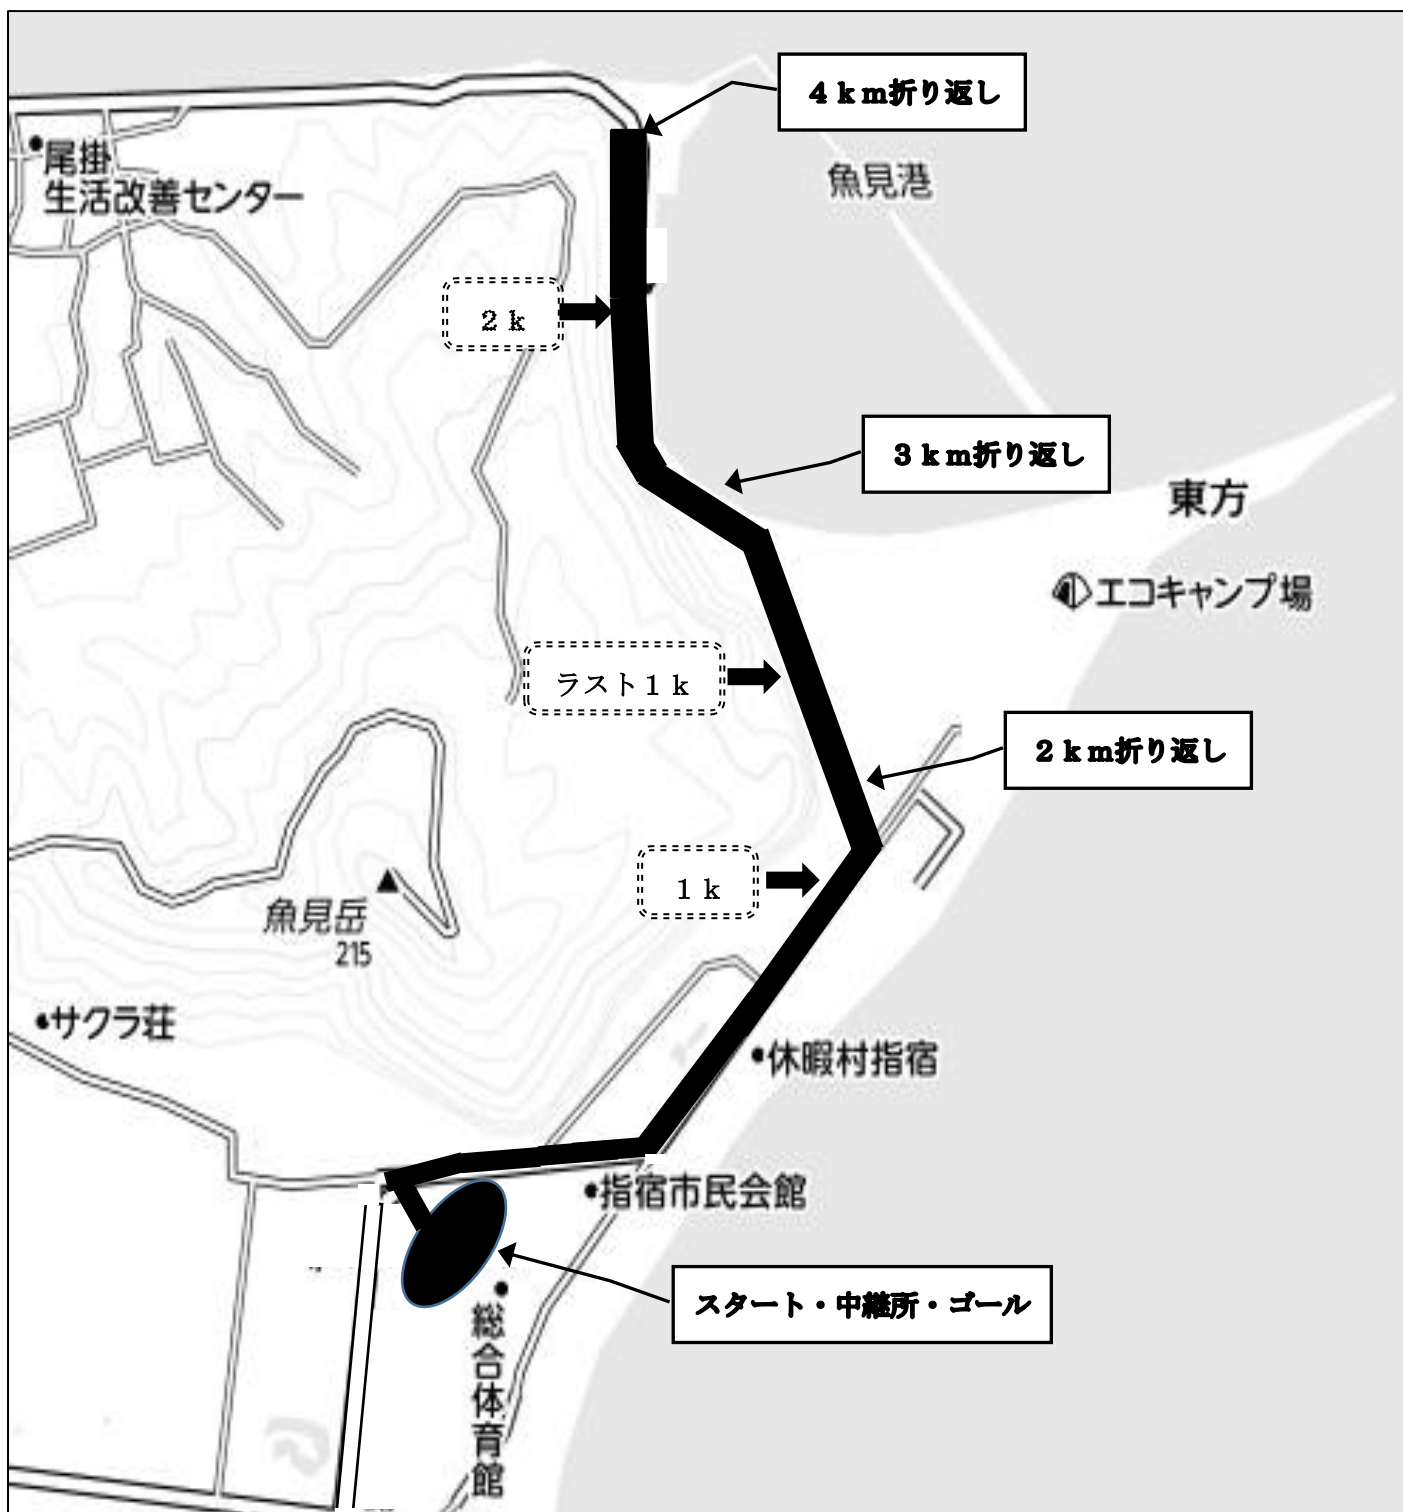 4km折り返し
尾掛
生活改善センター
魚見港
2k
3km折り返し
東方
エコキャンプ場
ラスト1k
2km折り返し
1k
魚見岳
215
サクラ荘
休暇村指宿
指宿市民会館
スタート・中継所・ゴール
総合体育館